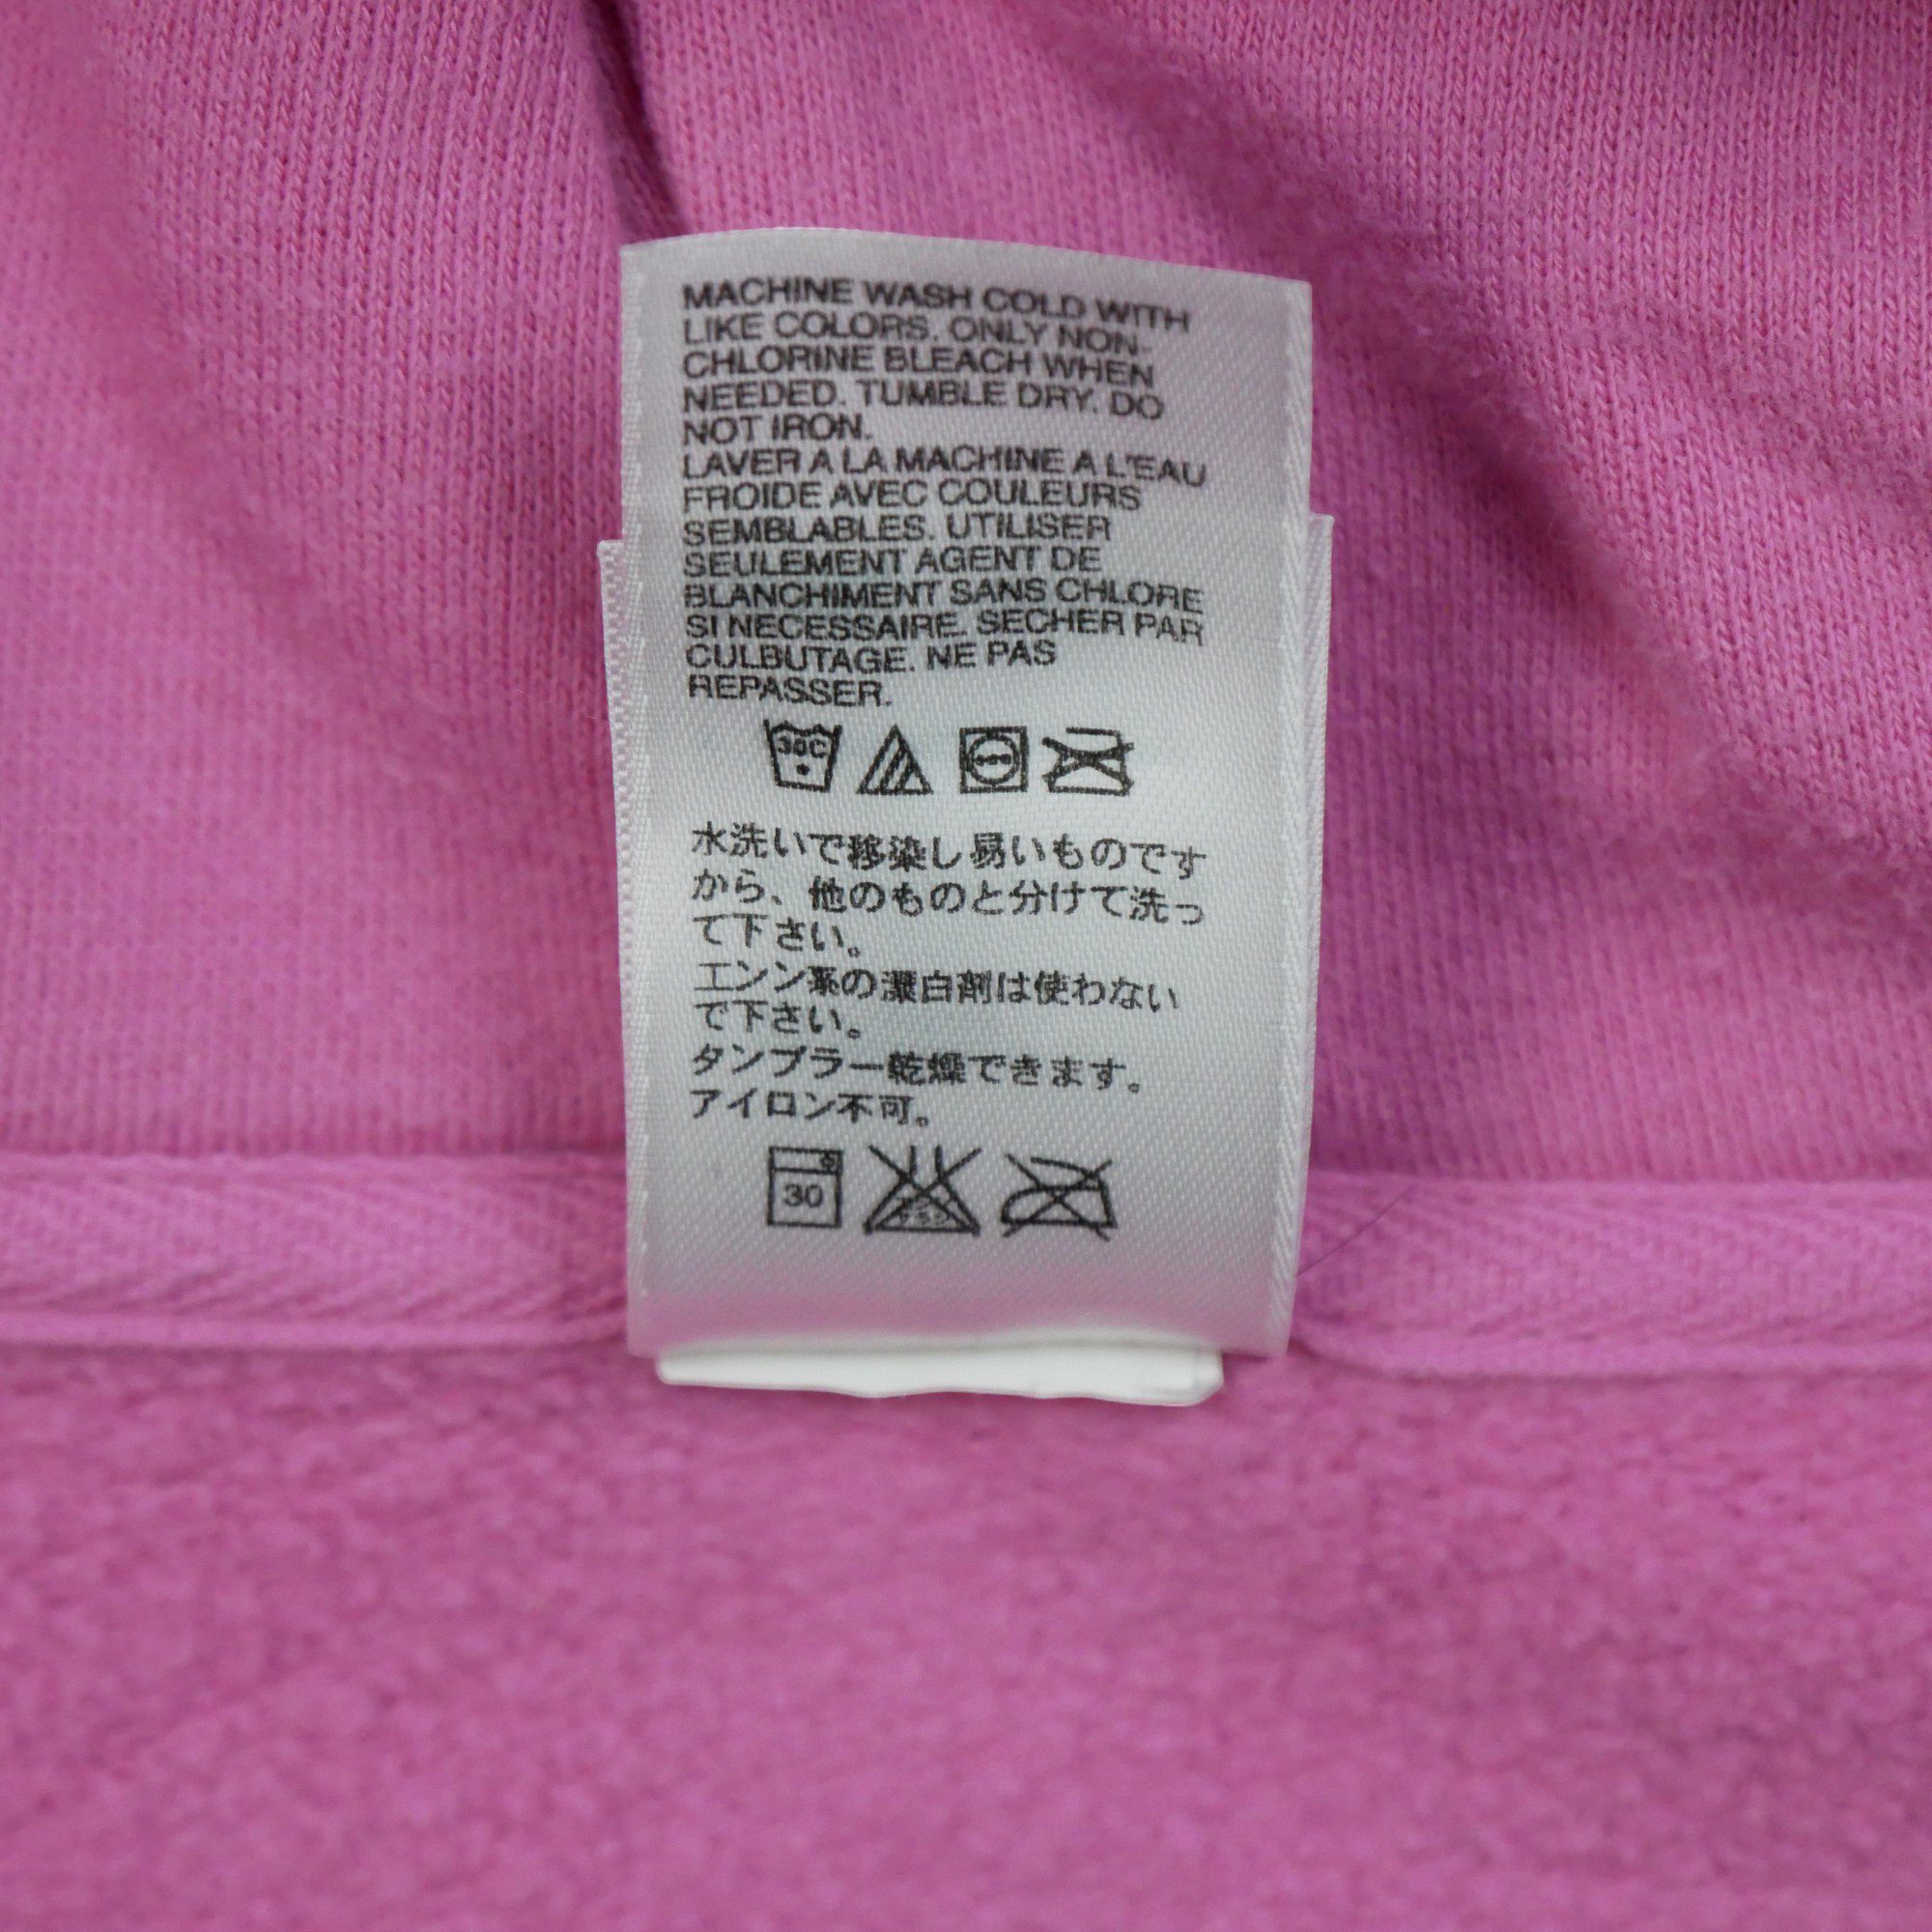 MACHINE WASH COLD WITH
LIKE COLORS. ONLY NON-
CHLORINE BLEACH WHEN
NEEDED. TUMBLE DRY. DO
NOT IRON.
LAVER A LA MACHINE A L'EAU
FROIDE AVEC COULEURS
SEMBLABLES. UTILISER
SEULEMENT AGENT DE
BLANCHIMENT SANS CHLORE
SI NECESSAIRE. SECHER PAR
CULBUTAGE. NE PAS
REPASSER.
30C
水洗いで移染し易いものです
から、他のものと分けて洗っ
て下さい。
エンン系の漂白剤は使わない
で下さい。
タンブラー乾燥できます。
アイロン不可。
30